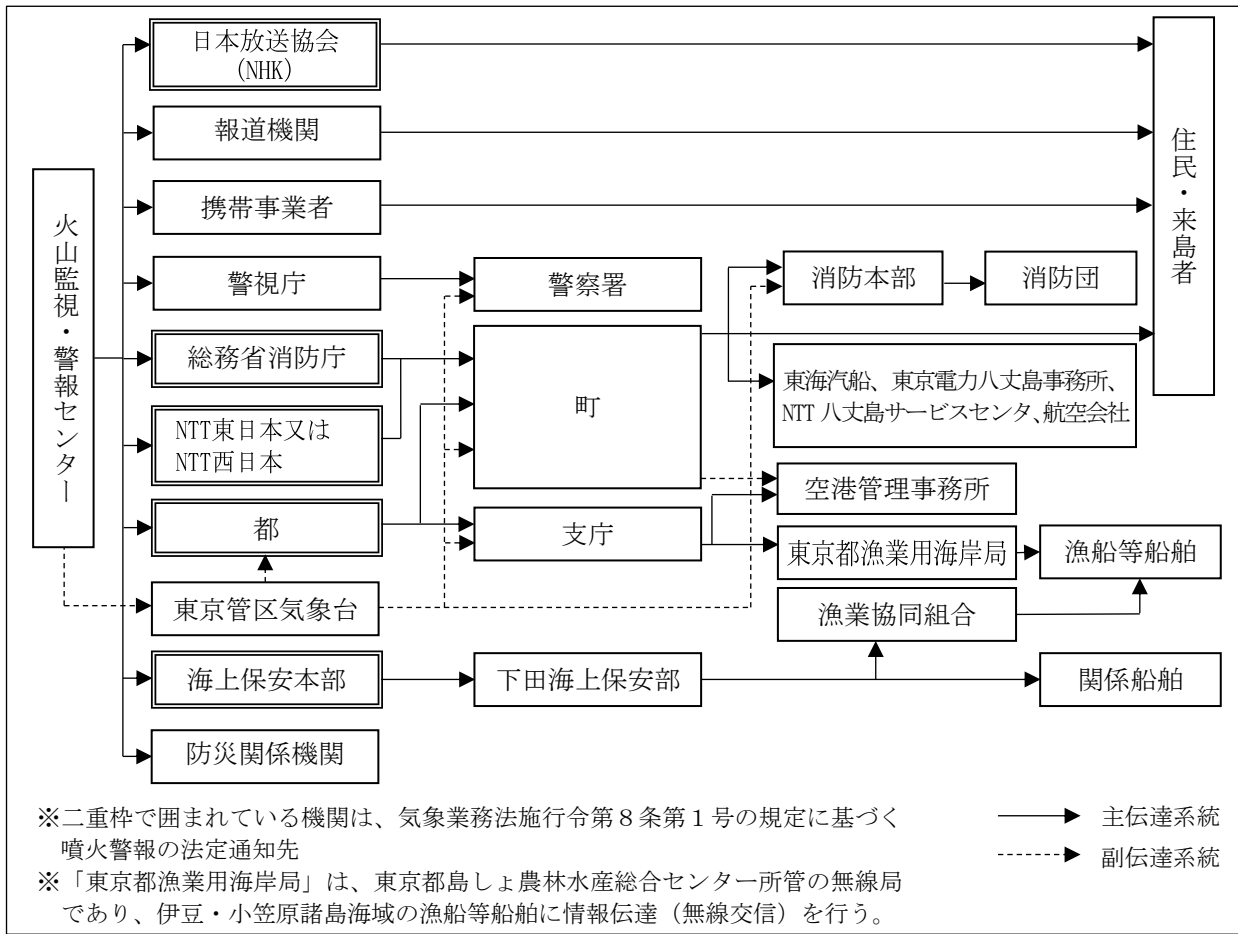 日本放送協会
(NHK)
報道機関
携帯事業者
警視庁
総務省消防庁
NTT東日本又は
NTT西日本
都
東京管区気象台
海上保安本部
防災関係機関
火山監視・警報センター
警察署
町
支庁
下田海上保安部
消防本部
消防団
東海汽船、東京電力八丈島事務所、
NTT 八丈島サービスセンタ、航空会社
空港管理事務所
東京都漁業用海岸局
漁船等船舶
漁業協同組合
関係船舶
住民・来島者
※二重枠で囲まれている機関は、気象業務法施行令第８条第１号の規定に基づく
噴火警報の法定通知先
※「東京都漁業用海岸局」は、東京都島しょ農林水産総合センター所管の無線局
であり、伊豆・小笠原諸島海域の漁船等船舶に情報伝達（無線交信）を行う。
主伝達系統
副伝達系統